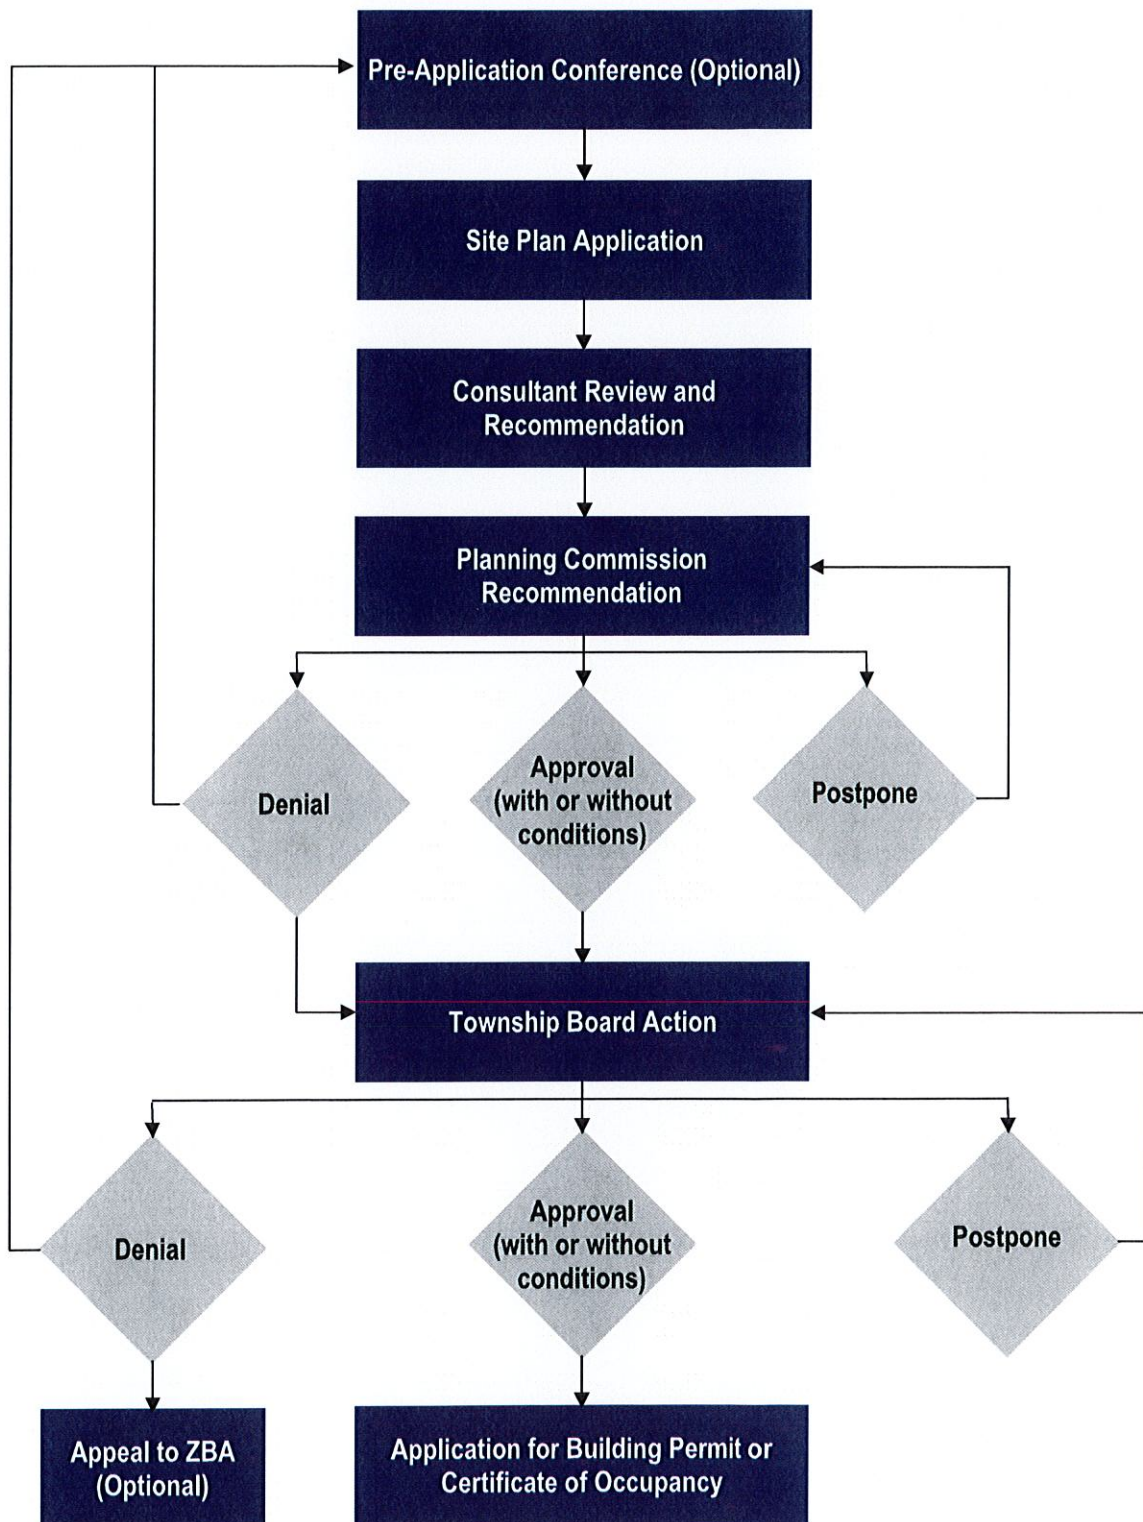 Pre-Application Conference (Optional)
Site Plan Application
Consultant Review and
Recommendation
Planning Commission
Recommendation
Denial
Approval
(with or without
conditions)
Postpone
Township Board Action
Denial
Approval
(with or without
conditions)
Postpone
Appeal to ZBA
(Optional)
Application for Building Permit or
Certificate of Occupancy